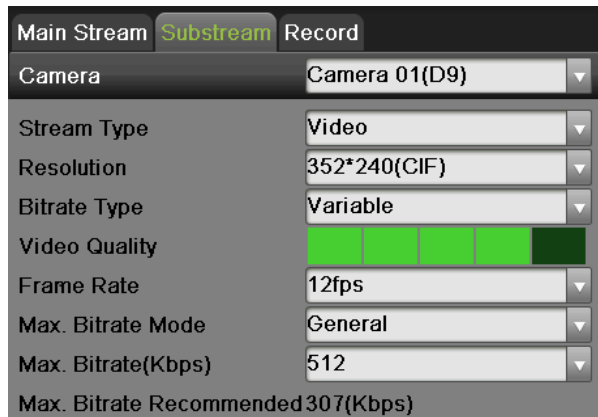 Main Stream Substream Record
Camera Camera 01(D9)
Stream Type Video
Resolution 352*240(CIF)
Bitrate Type Variable
Video Quality
Frame Rate 12fps
Max. Bitrate Mode General
Max. Bitrate(Kbps) 512
Max. Bitrate Recommended 307(Kbps)